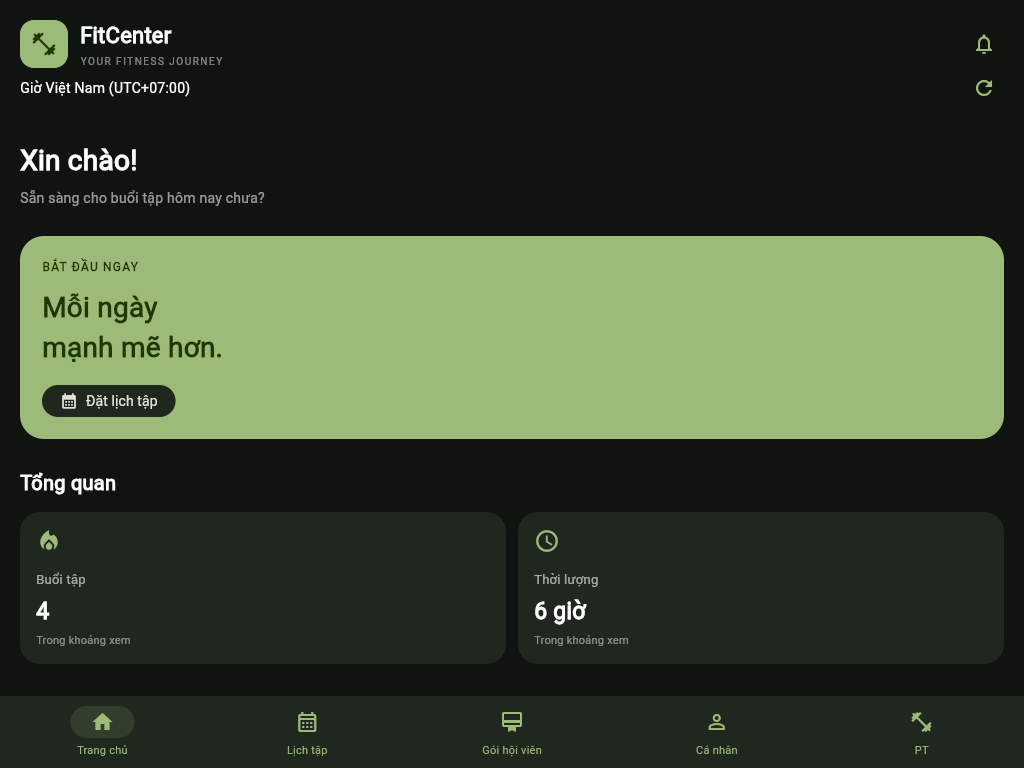 FitCenter
YOUR FITNESS JOURNEY
Giờ Việt Nam (UTC+07:00)
Xin chào!
Sẵn sàng cho buổi tập hôm nay chưa?
BẮT ĐẦU NGAY
Mỗi ngày
mạnh mẽ hơn.
Đặt lịch tập
Tổng quan
Buổi tập
4
Trong khoảng xem
Thời lượng
6 giờ
Trong khoảng xem
Trang chủ
Lịch tập
Gói hội viên
Cá nhân
PT